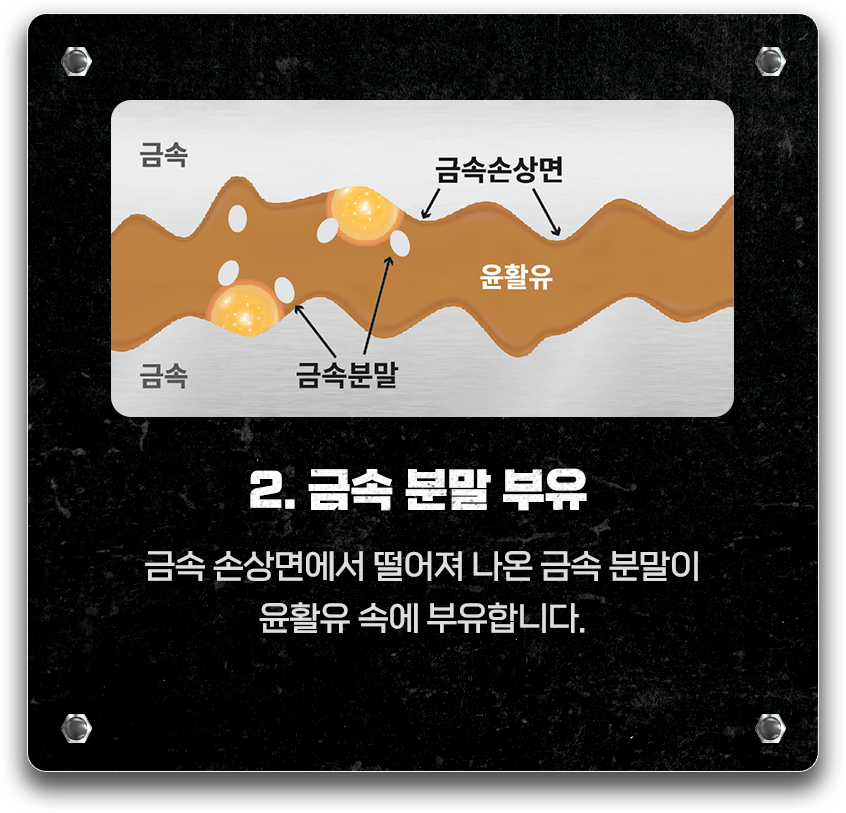 금속
금속손상면
윤활유
금속
금속분말
2. 금속 분말 부유
금속 손상면에서 떨어져 나온 금속 분말이
윤활유 속에 부유합니다.